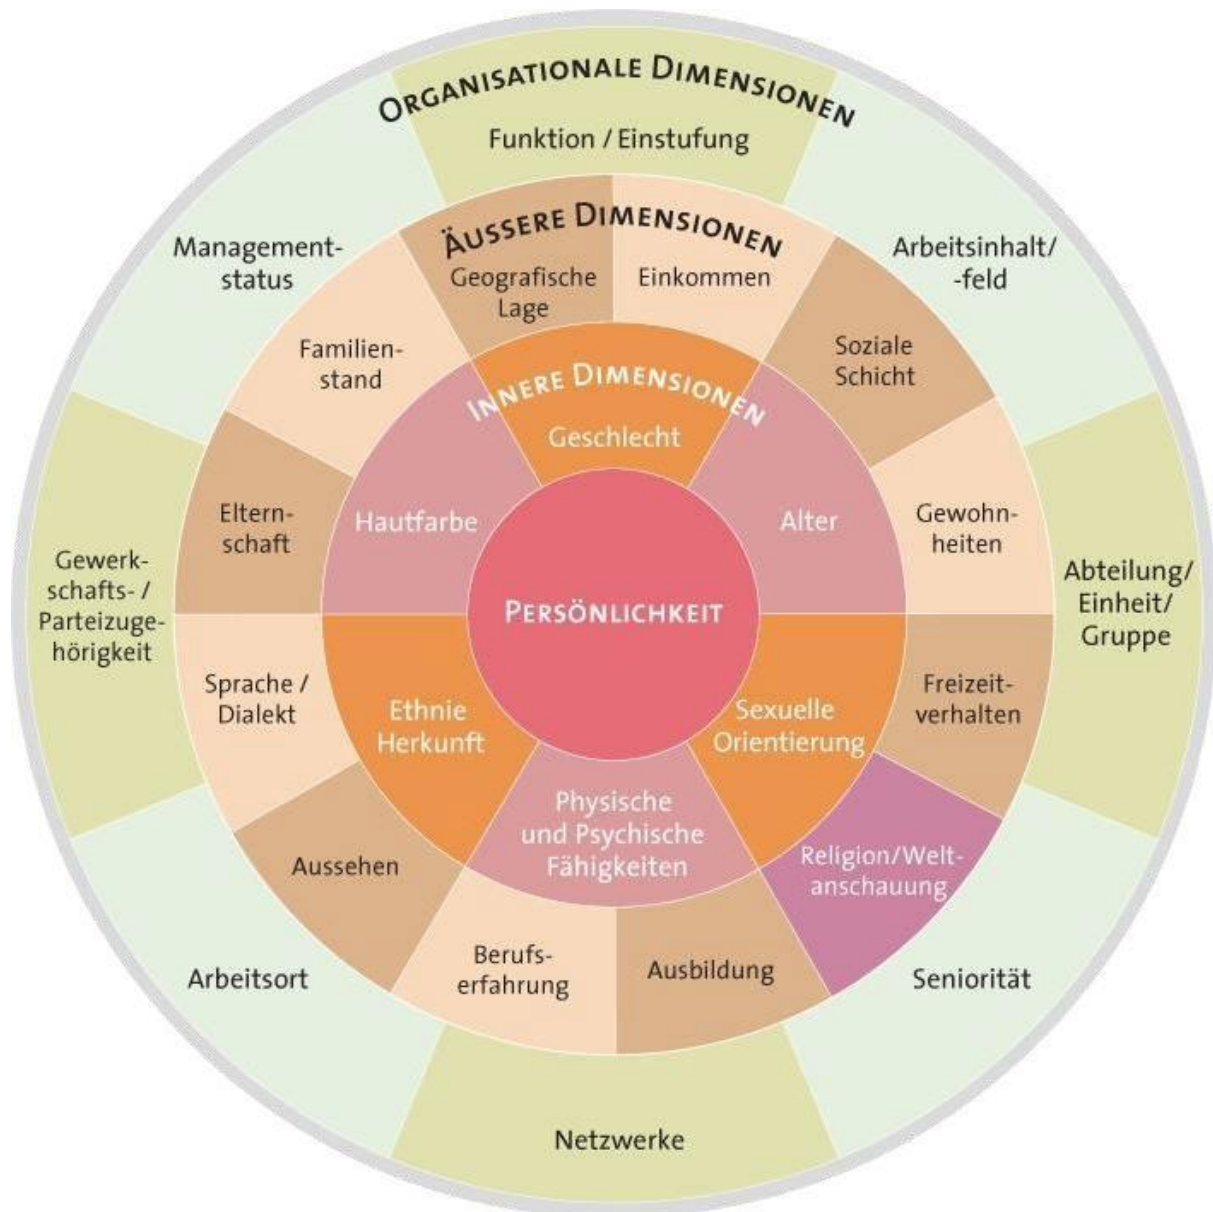 ORGANISATIONALE DIMENSIONEN
Funktion / Einstufung
Arbeitsinhalt/
-feld
Abteilung/
Einheit/
Gruppe
Seniorität
Netzwerke
Arbeitsort
Gewerk-
schafts- /
Parteizuge-
hörigkeit
Management-
status
ÄUSSERE DIMENSIONEN
Geografische
Lage
Einkommen
Soziale
Schicht
Gewohn-
heiten
Freizeit-
verhalten
Religion/Welt-
anschauung
Ausbildung
Berufs-
erfahrung
Aussehen
Sprache /
Dialekt
Eltern-
schaft
Familien-
stand
INNERE DIMENSIONEN
Geschlecht
Alter
Sexuelle
Orientierung
Physische
und Psychische
Fähigkeiten
Ethnie
Herkunft
Hautfarbe
PERSÖNLICHKEIT